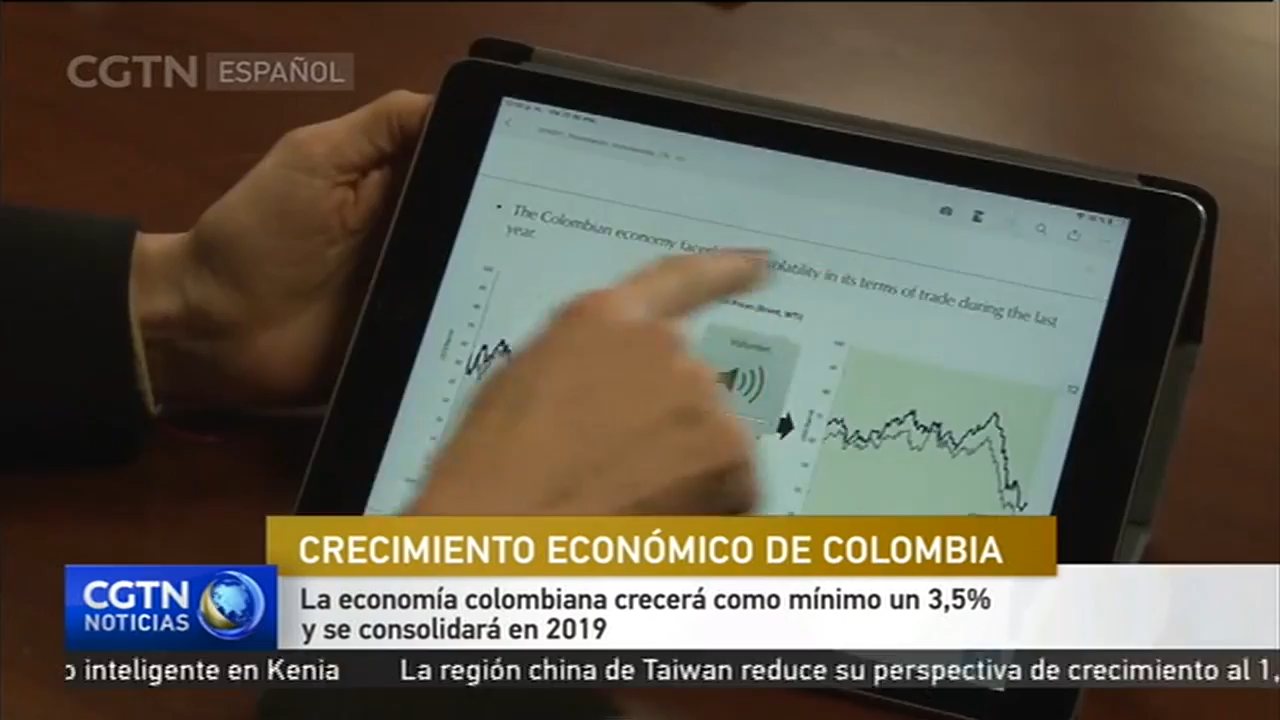 CGTN ESPAÑOL
• The Colombian economy volatility in its terms of trade during the last
year.
Volumen
CRECIMIENTO ECONÓMICO DE COLOMBIA
CGTN
NOTICIAS
La economía colombiana crecerá como mínimo un 3,5%
y se consolidará en 2019
o inteligente en Kenia La región china de Taiwan reduce su perspectiva de crecimiento al 1,